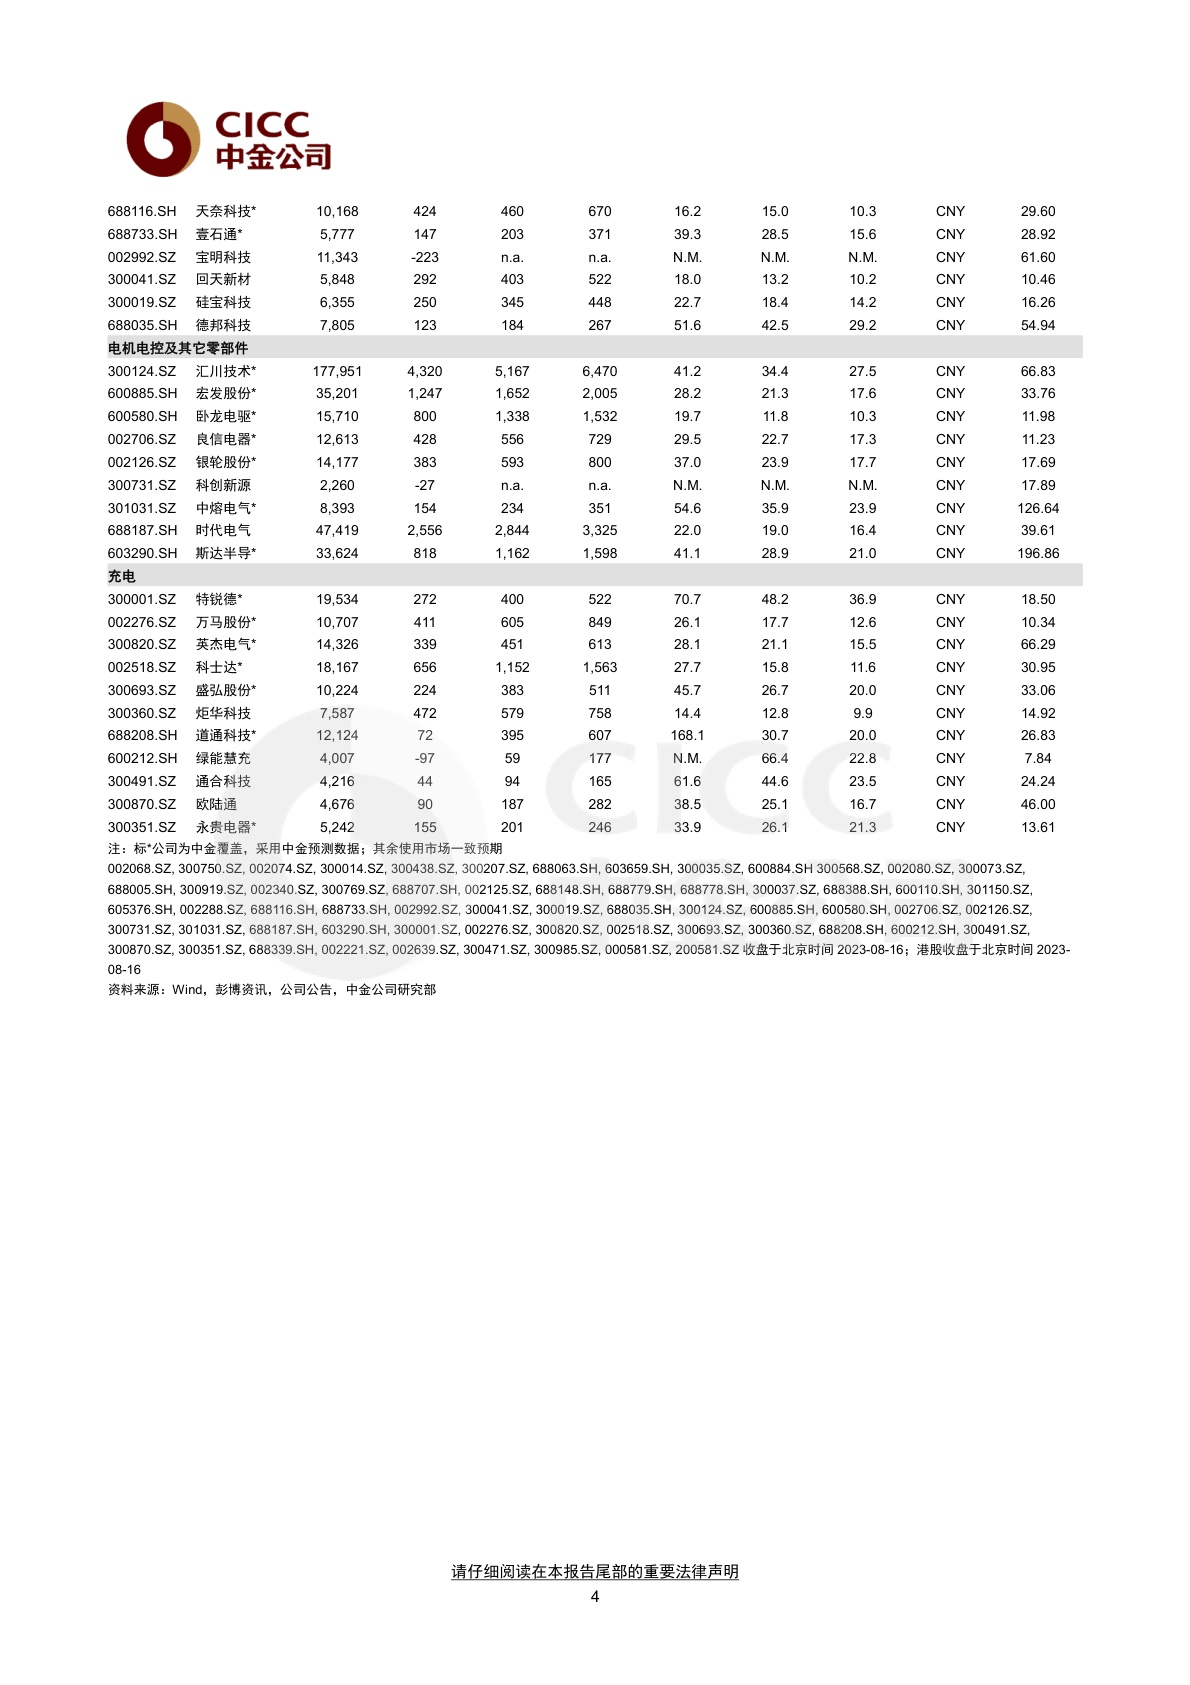 CICC
中金公司
688116.SH 天奈科技* 10,168 424 460 670 16.2 15.0 10.3 CNY 29.60
688733.SH 壹石通* 5,777 147 203 371 39.3 28.5 15.6 CNY 28.92
002992.SZ 宝明科技 11,343 -223 n.a. n.a. N.M. N.M. N.M. CNY 61.60
300041.SZ 回天新材 5,848 292 403 522 18.0 13.2 10.2 CNY 10.46
300019.SZ 硅宝科技 6,355 250 345 448 22.7 18.4 14.2 CNY 16.26
688035.SH 德邦科技 7,805 123 184 267 51.6 42.5 29.2 CNY 54.94
电机电控及其它零部件
300124.SZ 汇川技术* 177,951 4,320 5,167 6,470 41.2 34.4 27.5 CNY 66.83
600885.SH 宏发股份* 35,201 1,247 1,652 2,005 28.2 21.3 17.6 CNY 33.76
600580.SH 卧龙电驱* 15,710 800 1,338 1,532 19.7 11.8 10.3 CNY 11.98
002706.SZ 良信电器* 12,613 428 556 729 29.5 22.7 17.3 CNY 11.23
002126.SZ 银轮股份* 14,177 383 593 800 37.0 23.9 17.7 CNY 17.69
300731.SZ 科创新源 2,260 -27 n.a. n.a. N.M. N.M. N.M. CNY 17.89
301031.SZ 中熔电气* 8,393 154 234 351 54.6 35.9 23.9 CNY 126.64
688187.SH 时代电气 47,419 2,556 2,844 3,325 22.0 19.0 16.4 CNY 39.61
603290.SH 斯达半导* 33,624 818 1,162 1,598 41.1 28.9 21.0 CNY 196.86
充电
300001.SZ 特锐德* 19,534 272 400 522 70.7 48.2 36.9 CNY 18.50
002276.SZ 万马股份* 10,707 411 605 849 26.1 17.7 12.6 CNY 10.34
300820.SZ 英杰电气* 14,326 339 451 613 28.1 21.1 15.5 CNY 66.29
002518.SZ 科士达* 18,167 656 1,152 1,563 27.7 15.8 11.6 CNY 30.95
300693.SZ 盛弘股份* 10,224 224 383 511 45.7 26.7 20.0 CNY 33.06
300360.SZ 炬华科技 7,587 472 579 758 14.4 12.8 9.9 CNY 14.92
688208.SH 道通科技* 12,124 72 395 607 168.1 30.7 20.0 CNY 26.83
600212.SH 绿能慧充 4,007 -97 59 177 N.M. 66.4 22.8 CNY 7.84
300491.SZ 通合科技 4,216 44 94 165 61.6 44.6 23.5 CNY 24.24
300870.SZ 欧陆通 4,676 90 187 282 38.5 25.1 16.7 CNY 46.00
300351.SZ 永贵电器* 5,242 155 201 246 33.9 26.1 21.3 CNY 13.61
注：标*公司为中金覆盖，采用中金预测数据；其余使用市场一致预期
002068.SZ, 300750.SZ, 002074.SZ, 300014.SZ, 300438.SZ, 300207.SZ, 688063.SH, 603659.SH, 300035.SZ, 600884.SH 300568.SZ, 002080.SZ, 300073.SZ,
688005.SH, 300919.SZ, 002340.SZ, 300769.SZ, 688707.SH, 002125.SZ, 688148.SH, 688779.SH, 688778.SH, 300037.SZ, 688388.SH, 600110.SH, 301150.SZ,
605376.SH, 002288.SZ, 688116.SH, 688733.SH, 002992.SZ, 300041.SZ, 300019.SZ, 688035.SH, 300124.SZ, 600885.SH, 600580.SH, 002706.SZ, 002126.SZ,
300731.SZ, 301031.SZ, 688187.SH, 603290.SH, 300001.SZ, 002276.SZ, 300820.SZ, 002518.SZ, 300693.SZ, 300360.SZ, 688208.SH, 600212.SH, 300491.SZ,
300870.SZ, 300351.SZ, 688339.SH, 002221.SZ, 002639.SZ, 300471.SZ, 300985.SZ, 000581.SZ, 200581.SZ 收盘于北京时间 2023-08-16；港股收盘于北京时间 2023-
08-16
资料来源：Wind，彭博资讯，公司公告，中金公司研究部
CICC
中金公司
请仔细阅读在本报告尾部的重要法律声明
4